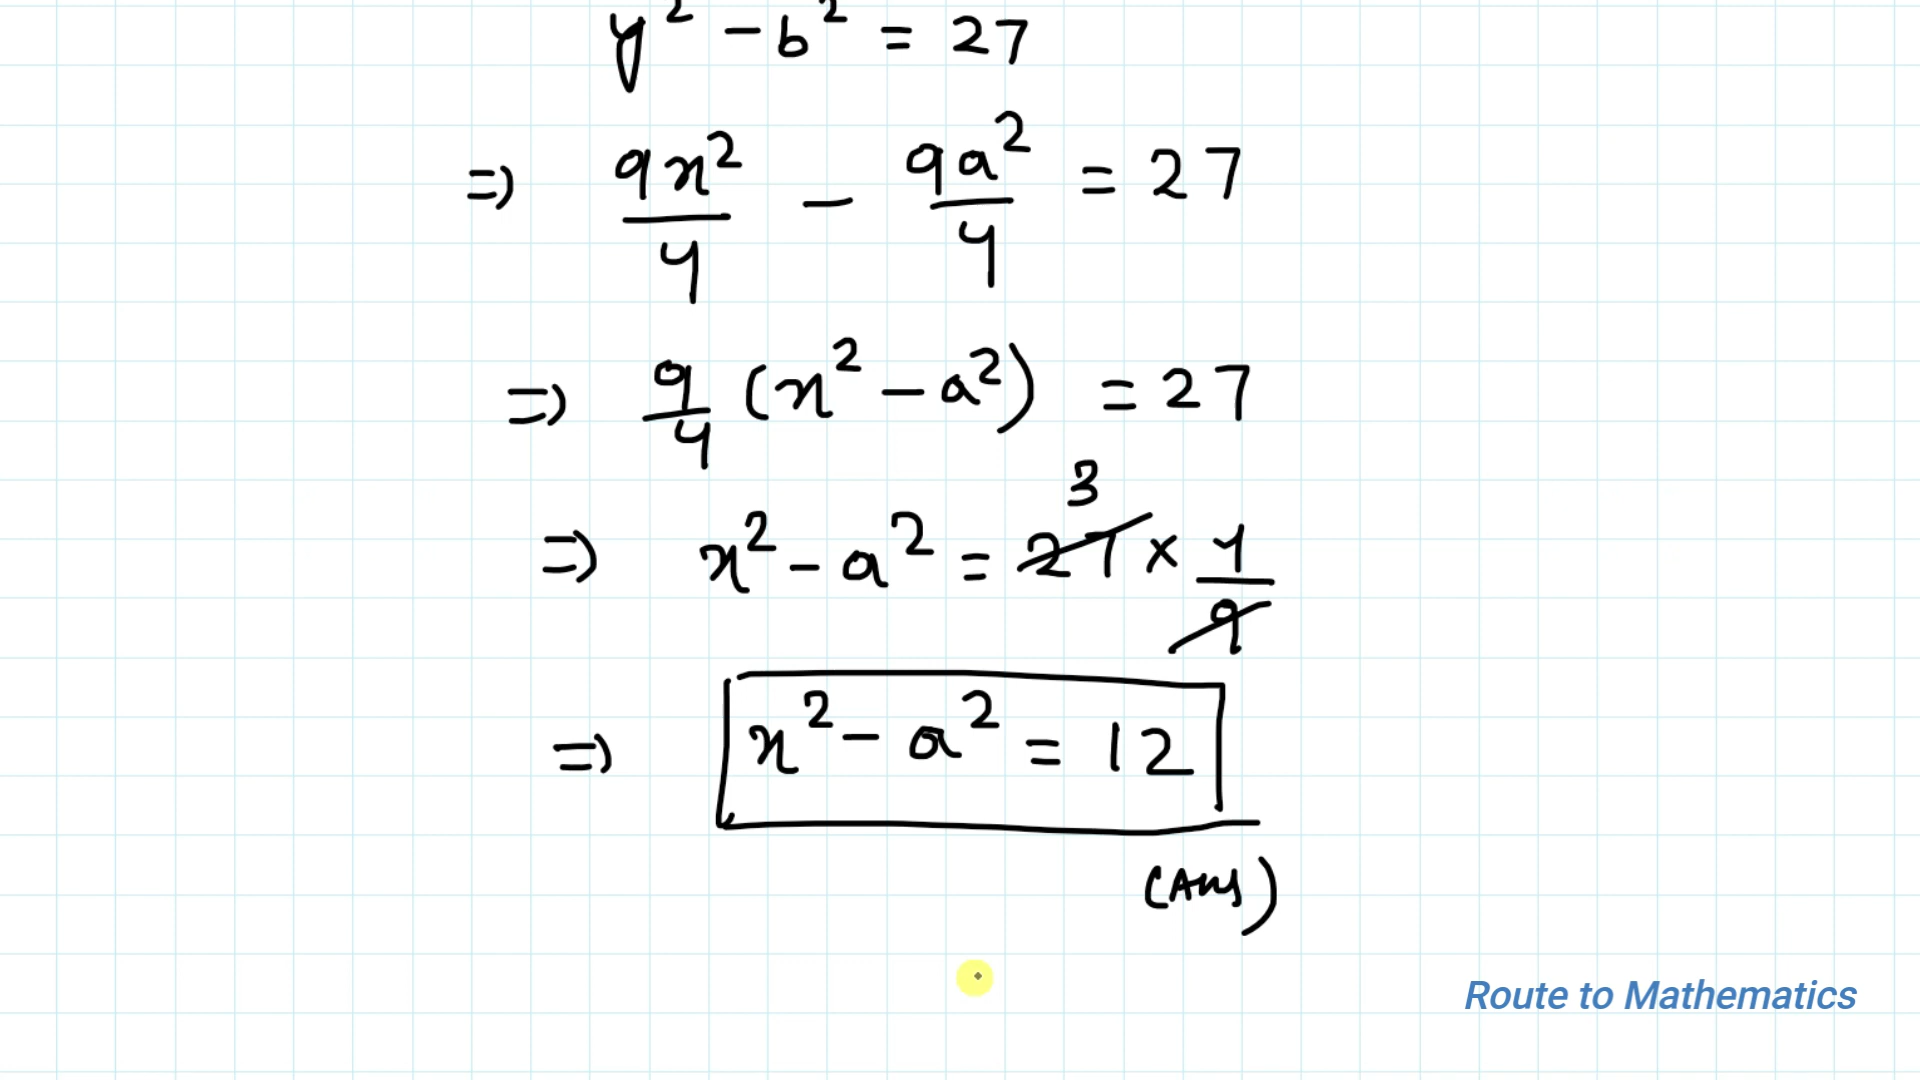 y² - b² = 27
=> 9x²/4 - 9a²/4 = 27
=> 9/4 (x² - a²) = 27
3
=> x² - a² = 27 × 4/9
=> x² - a² = 12
(Ans)
Route to Mathematics